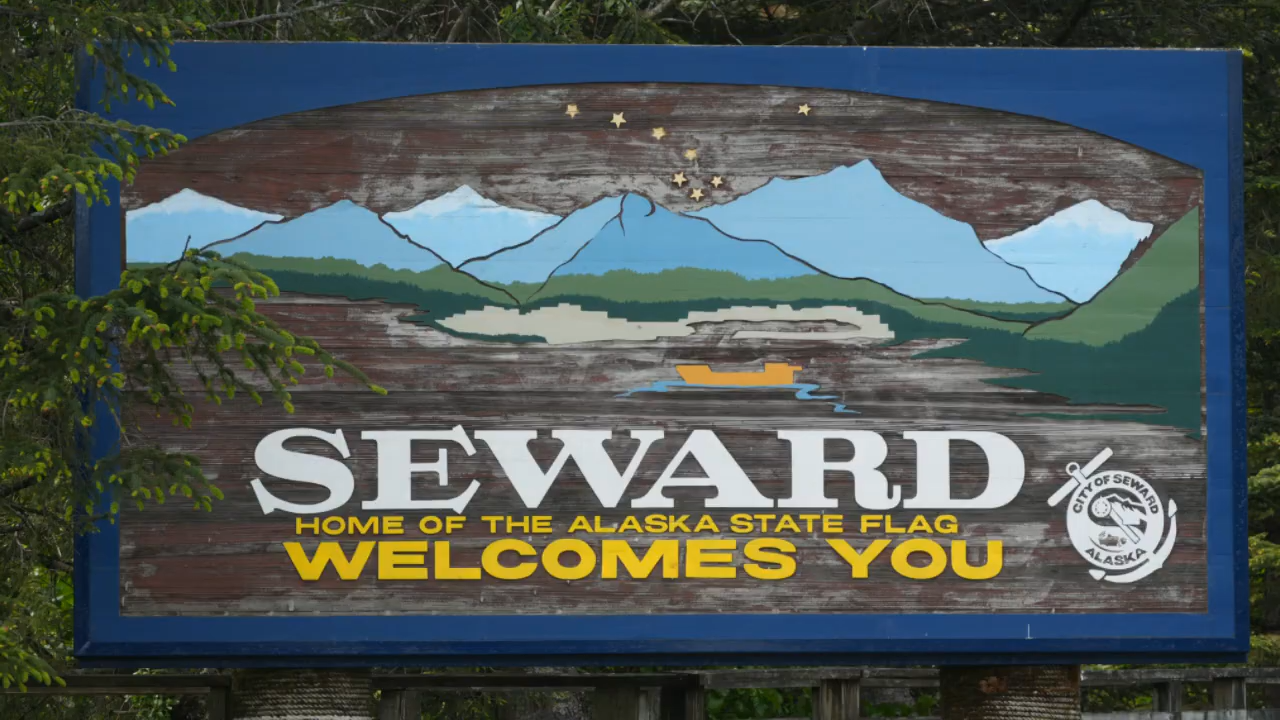 SEWARD
HOME OF THE ALASKA STATE FLAG
WELCOMES YOU
CITY OF SEWARD
ALASKA